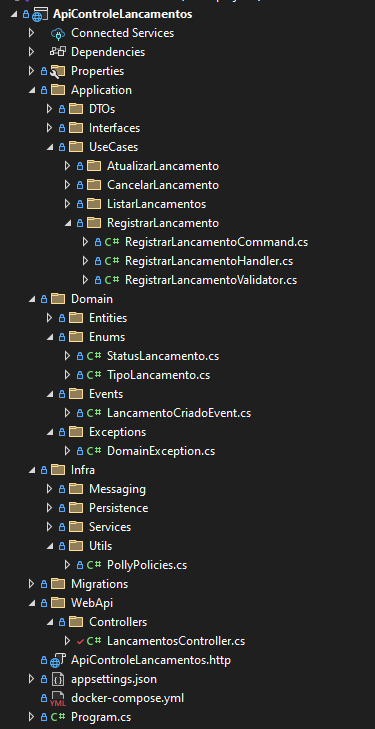 ApiControleLancamentos
Connected Services
Dependencies
Properties
Application
DTOs
Interfaces
UseCases
AtualizarLancamento
CancelarLancamento
ListarLancamentos
RegistrarLancamento
C# RegistrarLancamentoCommand.cs
C# RegistrarLancamentoHandler.cs
C# RegistrarLancamentoValidator.cs
Domain
Entities
Enums
C# StatusLancamento.cs
C# TipoLancamento.cs
Events
C# LancamentoCriadoEvent.cs
Exceptions
C# DomainException.cs
Infra
Messaging
Persistence
Services
Utils
C# PollyPolicies.cs
Migrations
WebApi
Controllers
C# LancamentosController.cs
ApiControleLancamentos.http
appsettings.json
YML docker-compose.yml
C# Program.cs